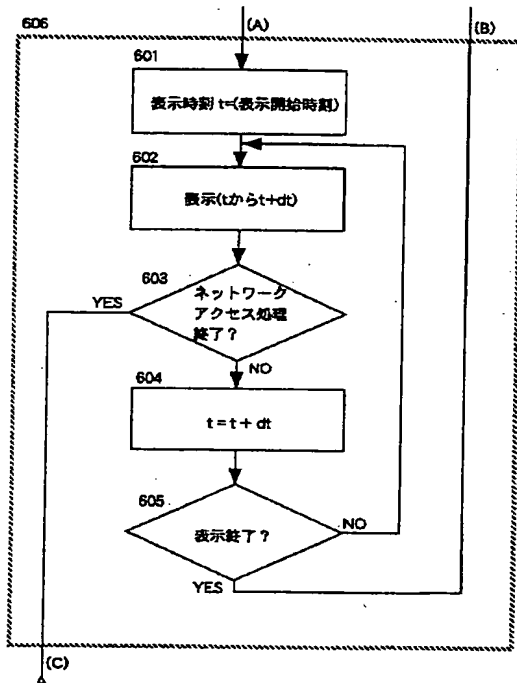 606
(A)
(B)
601
表示時刻 t=(表示開始時刻)
602
表示(tからt+dt)
603
YES
ネットワーク
アクセス処理
終了?
NO
604
t = t + dt
605
表示終了?
NO
YES
(C)